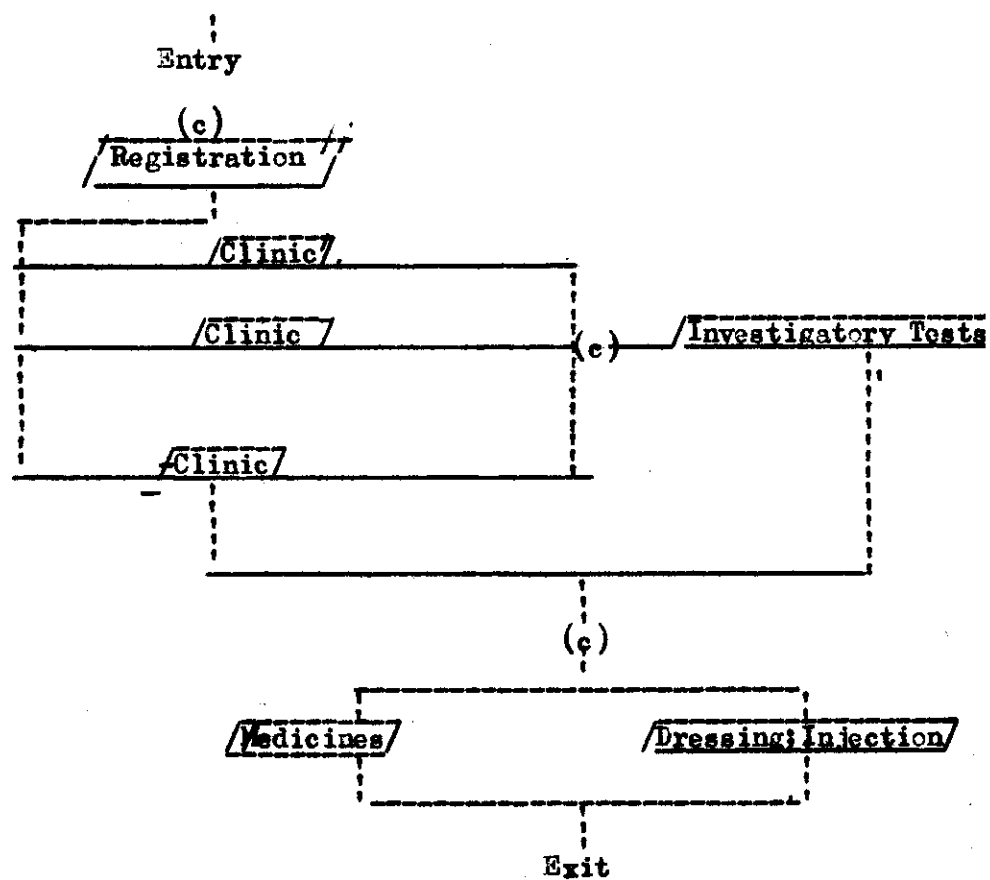 Entry
(c)
Registration
Clinic
Clinic
(c)
Investigatory Tests
Clinic
(c)
Medicines
Dressing; Injection
Exit